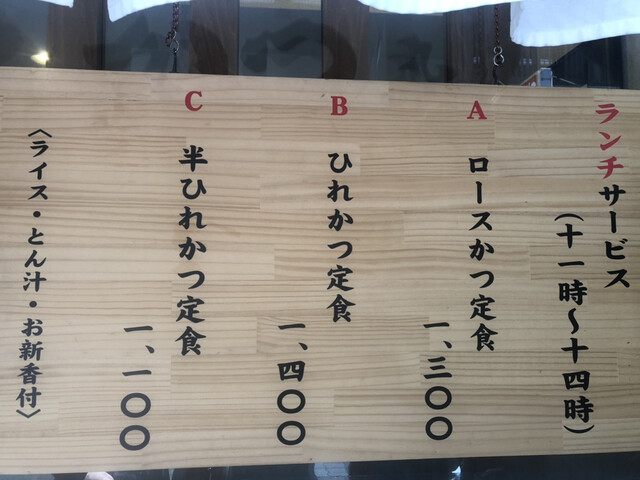 ランチサービス
(十一時〜十四時)
A
ロースかつ定食
一、三〇〇
B
ひれかつ定食
一、四〇〇
C
半ひれかつ定食
一、一〇〇
〈ライス・とん汁・お新香付〉